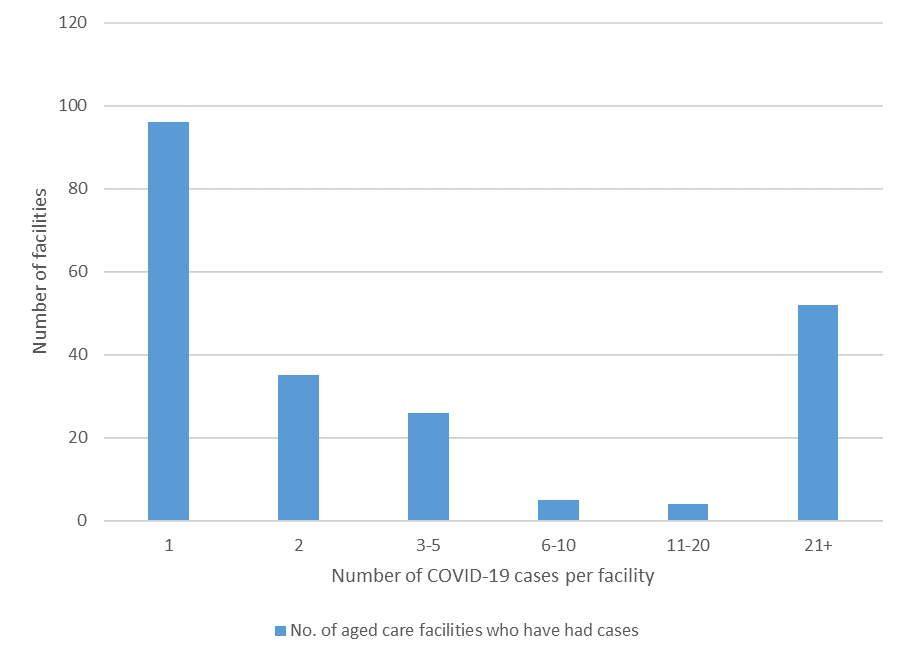 120
100
80
60
40
20
0
Number of facilities
1 2 3-5 6-10 11-20 21+
Number of COVID-19 cases per facility
No. of aged care facilities who have had cases